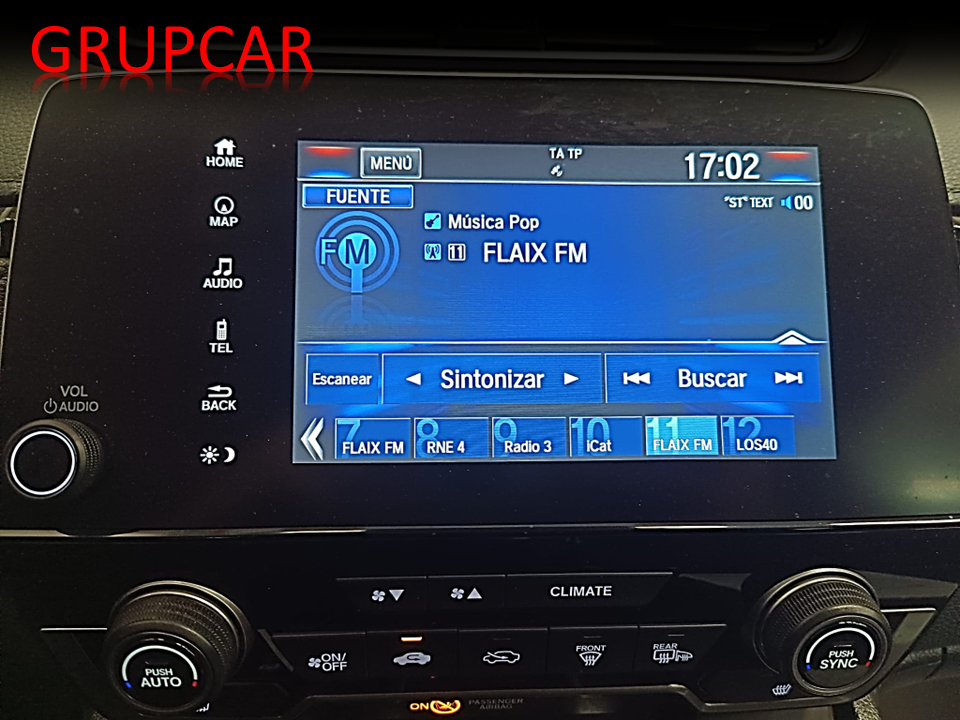 GRUPCAR
HOME
MAP
AUDIO
TEL
BACK
VOL
AUDIO
MENÚ
TA TP
17:02
FUENTE
"ST" TEXT
00
Música Pop
FM
11 FLAIX FM
Escanear
Sintonizar
Buscar
7 FLAIX FM
8 RNE 4
9 Radio 3
10 iCat
11 FLAIX FM
12 LOS40
CLIMATE
ON/OFF
FRONT
REAR
PUSH
AUTO
PUSH
SYNC
ON
PASSENGER
AIRBAG